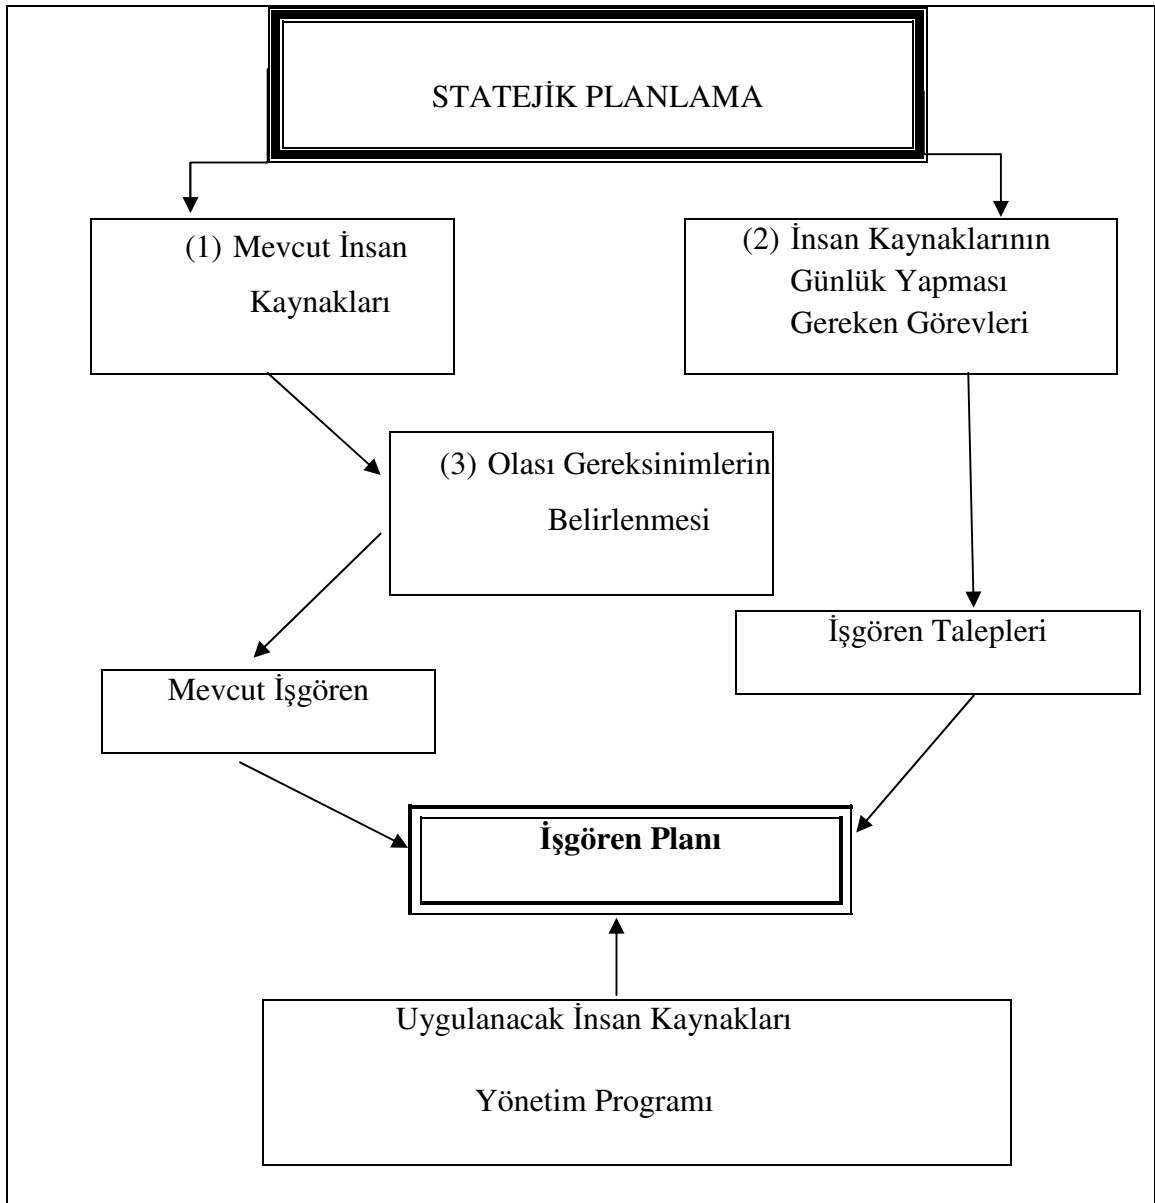 STATEJİK PLANLAMA
(1) Mevcut İnsan
Kaynakları
(2) İnsan Kaynaklarının
Günlük Yapması
Gereken Görevleri
(3) Olası Gereksinimlerin
Belirlenmesi
İşgören Talepleri
Mevcut İşgören
İşgören Planı
Uygulanacak İnsan Kaynakları
Yönetim Programı